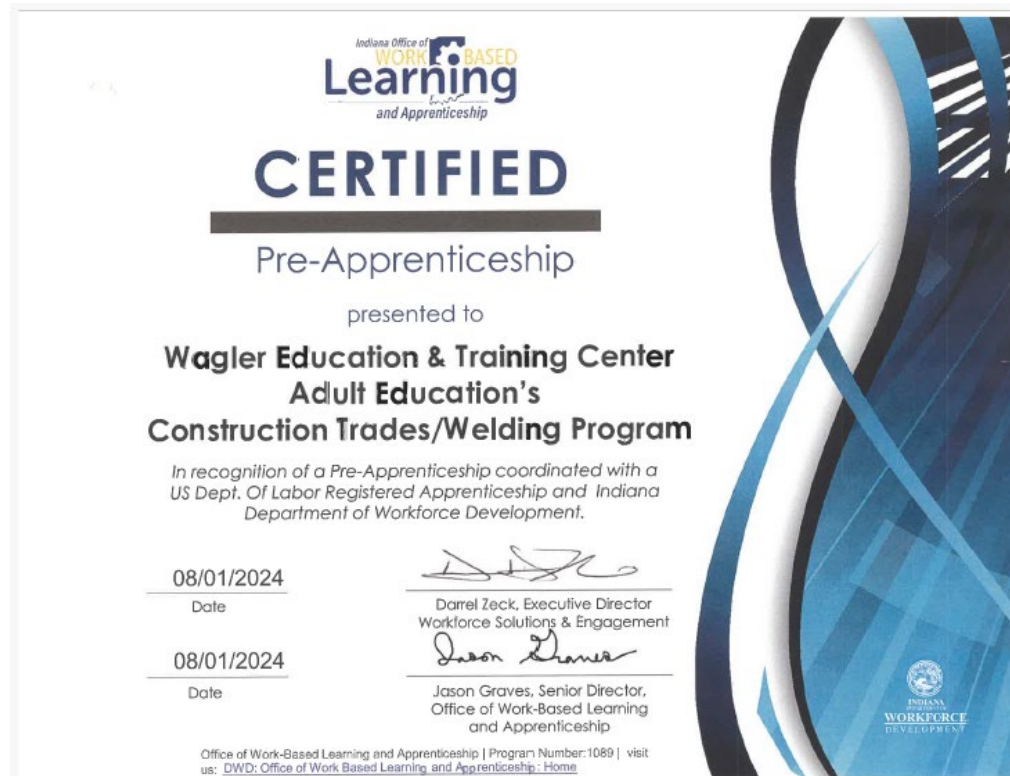 Indiana Office of
WORK BASED
Learning
and Apprenticeship
CERTIFIED
Pre-Apprenticeship
presented to
Wagler Education & Training Center
Adult Education's
Construction Trades/Welding Program
In recognition of a Pre-Apprenticeship coordinated with a
US Dept. Of Labor Registered Apprenticeship and Indiana
Department of Workforce Development.
08/01/2024
Date
Darrel Zeck, Executive Director
Workforce Solutions & Engagement
08/01/2024
Date
Jason Graves
Jason Graves, Senior Director,
Office of Work-Based Learning
and Apprenticeship
Office of Work-Based Learning and Apprenticeship | Program Number:1089 | visit
us: DWD: Office of Work Based Learning and Apprenticeship : Home
INDIANA
DEPARTMENT OF
WORKFORCE
DEVELOPMENT